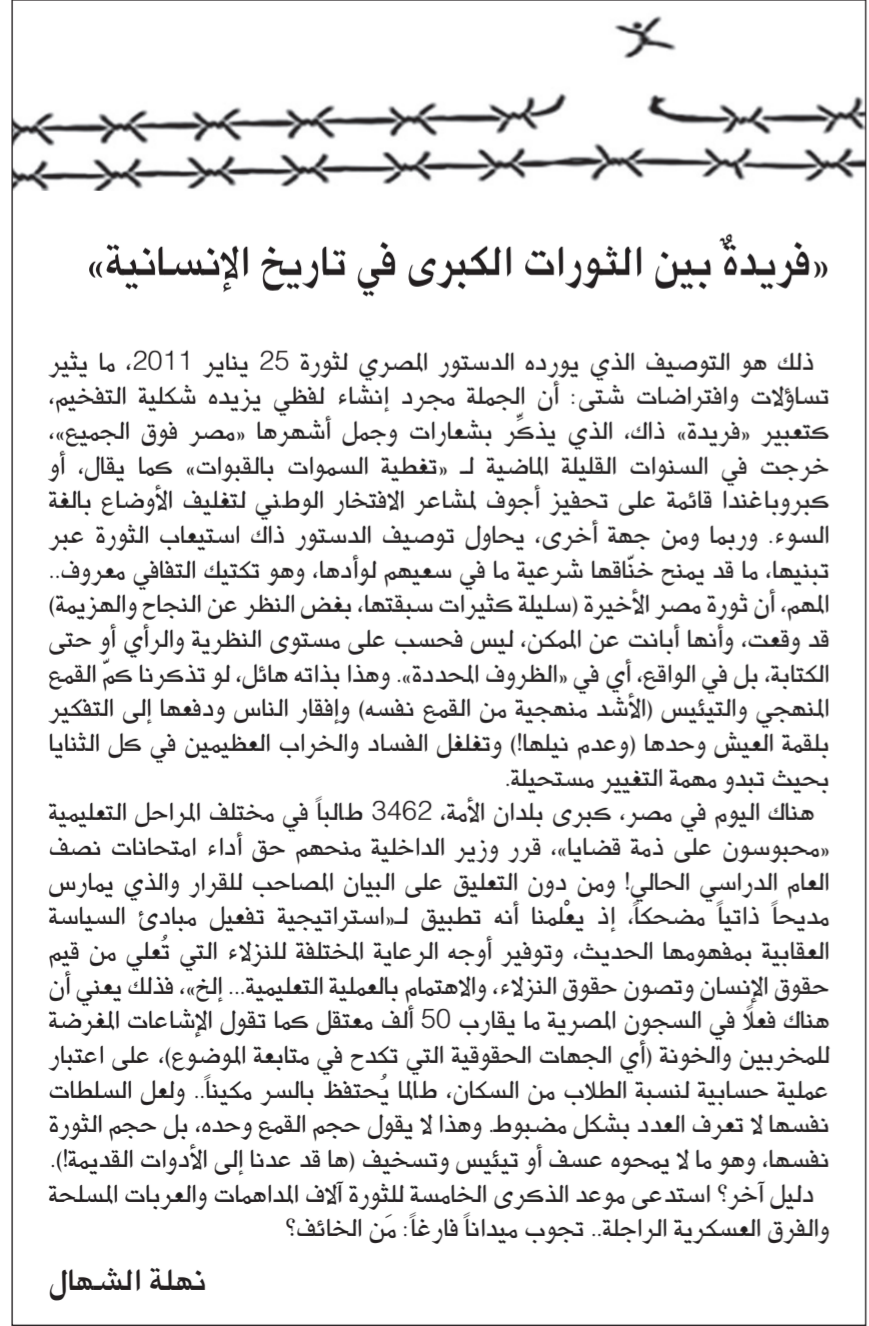 «فريدةٌ بين الثورات الكبرى في تاريخ الإنسانية»
ذلك هو التوصيف الذي يورده الدستور المصري لثورة 25 يناير 2011، ما يثير
تساؤلات وافتراضات شتى: أن الجملة مجرد إنشاء لفظي يزيده شكلية التفخيم،
كتعبير «فريدة» ذاك، الذي يذكِّر بشعارات وجمل أشهرها «مصر فوق الجميع»،
خرجت في السنوات القليلة الماضية لـ «تغطية السموات بالقبوات» كما يقال، أو
كبروباغندا قائمة على تحفيز أجوف لمشاعر الافتخار الوطني لتغليف الأوضاع بالغة
السوء. وربما ومن جهة أخرى، يحاول توصيف الدستور ذاك استيعاب الثورة عبر
تبنيها، ما قد يمنح خنّاقها شرعية ما في سعيهم لوأدها، وهو تكتيك التفافي معروف..
المهم، أن ثورة مصر الأخيرة (سليلة كثيرات سبقتها، بغض النظر عن النجاح والهزيمة)
قد وقعت، وأنها أبانت عن الممكن، ليس فحسب على مستوى النظرية والرأي أو حتى
الكتابة، بل في الواقع، أي في «الظروف المحددة». وهذا بذاته هائل، لو تذكرنا كمّ القمع
المنهجي والتيئيس (الأشد منهجية من القمع نفسه) وإفقار الناس ودفعها إلى التفكير
بلقمة العيش وحدها (وعدم نيلها!) وتغلغل الفساد والخراب العظيمين في كل الثنايا
بحيث تبدو مهمة التغيير مستحيلة.
هناك اليوم في مصر، كبرى بلدان الأمة، 3462 طالباً في مختلف المراحل التعليمية
«محبوسون على ذمة قضايا»، قرر وزير الداخلية منحهم حق أداء امتحانات نصف
العام الدراسي الحالي! ومن دون التعليق على البيان المصاحب للقرار والذي يمارس
مديحاً ذاتياً مضحكاً، إذ يعْلمنا أنه تطبيق لـ«استراتيجية تفعيل مبادئ السياسة
العقابية بمفهومها الحديث، وتوفير أوجه الرعاية المختلفة للنزلاء التي تُعلي من قيم
حقوق الإنسان وتصون حقوق النزلاء، والاهتمام بالعملية التعليمية... إلخ»، فذلك يعني أن
هناك فعلًا في السجون المصرية ما يقارب 50 ألف معتقل كما تقول الإشاعات المغرضة
للمخربين والخونة (أي الجهات الحقوقية التي تكدح في متابعة الموضوع)، على اعتبار
عملية حسابية لنسبة الطلاب من السكان، طالما يُحتفظ بالسر مكيناً.. ولعل السلطات
نفسها لا تعرف العدد بشكل مضبوط. وهذا لا يقول حجم القمع وحده، بل حجم الثورة
نفسها، وهو ما لا يمحوه عسف أو تيئيس وتسخيف (ها قد عدنا إلى الأدوات القديمة!).
دليل آخر؟ استدعى موعد الذكرى الخامسة للثورة آلاف المداهمات والعربات المسلحة
والفرق العسكرية الراجلة.. تجوب ميداناً فارغاً: مَن الخائف؟
نهلة الشهال